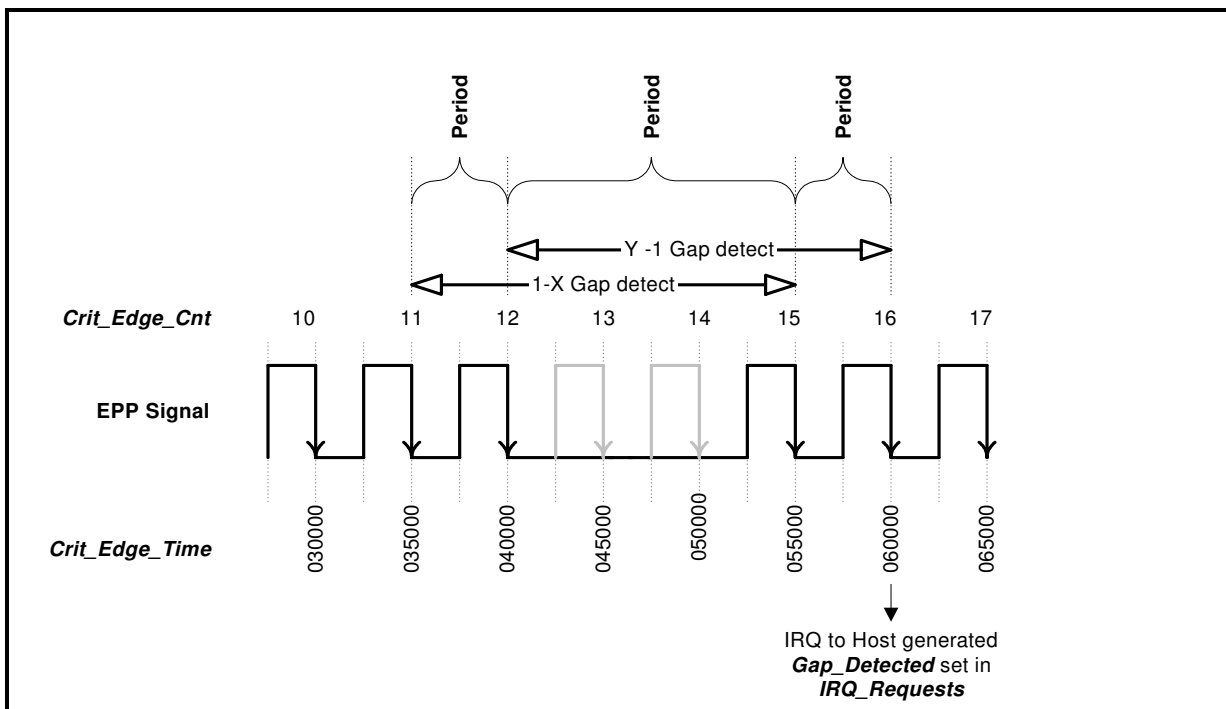 Period Period Period
Y -1 Gap detect
1-X Gap detect
Crit_Edge_Cnt 10 11 12 13 14 15 16 17
EPP Signal
Crit_Edge_Time 030000 035000 040000 045000 050000 055000 060000 065000
IRQ to Host generated
Gap_Detected set in
IRQ_Requests